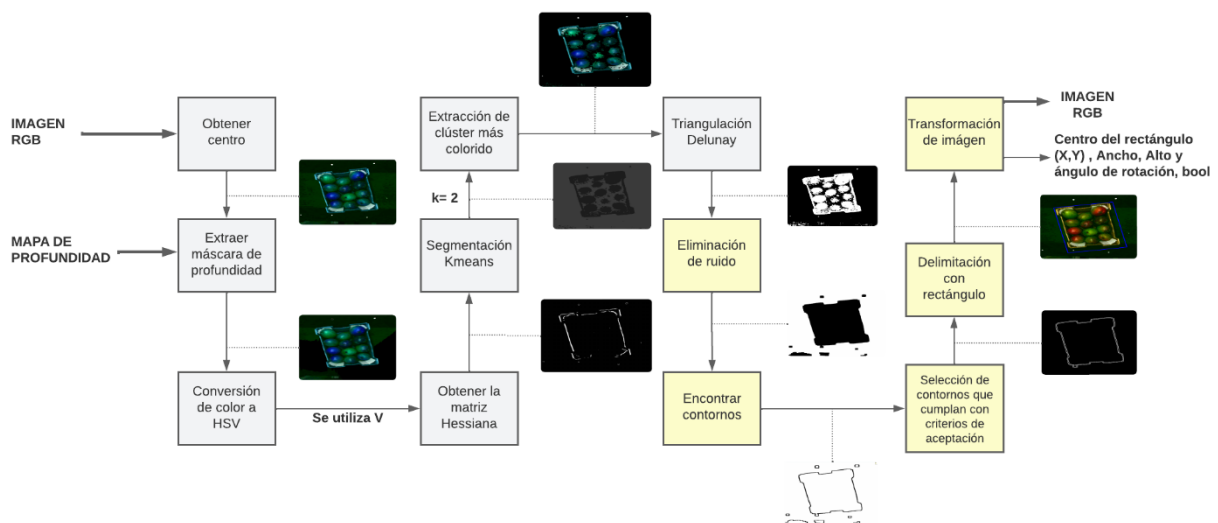 IMAGEN
RGB
Obtener
centro
MAPA DE
PROFUNDIDAD
Extraer
máscara de
profundidad
Conversión
de color a
HSV
Se utiliza V
Obtener la
matriz
Hessiana
Segmentación
Kmeans
k= 2
Extracción de
clúster más
colorido
Triangulación
Delunay
Eliminación
de ruido
Encontrar
contornos
Selección de
contornos que
cumplan con
criterios de
aceptación
Delimitación
con
rectángulo
Transformación
de imágen
IMAGEN
RGB
Centro del rectángulo
(X,Y) , Ancho, Alto y
ángulo de rotación, bool